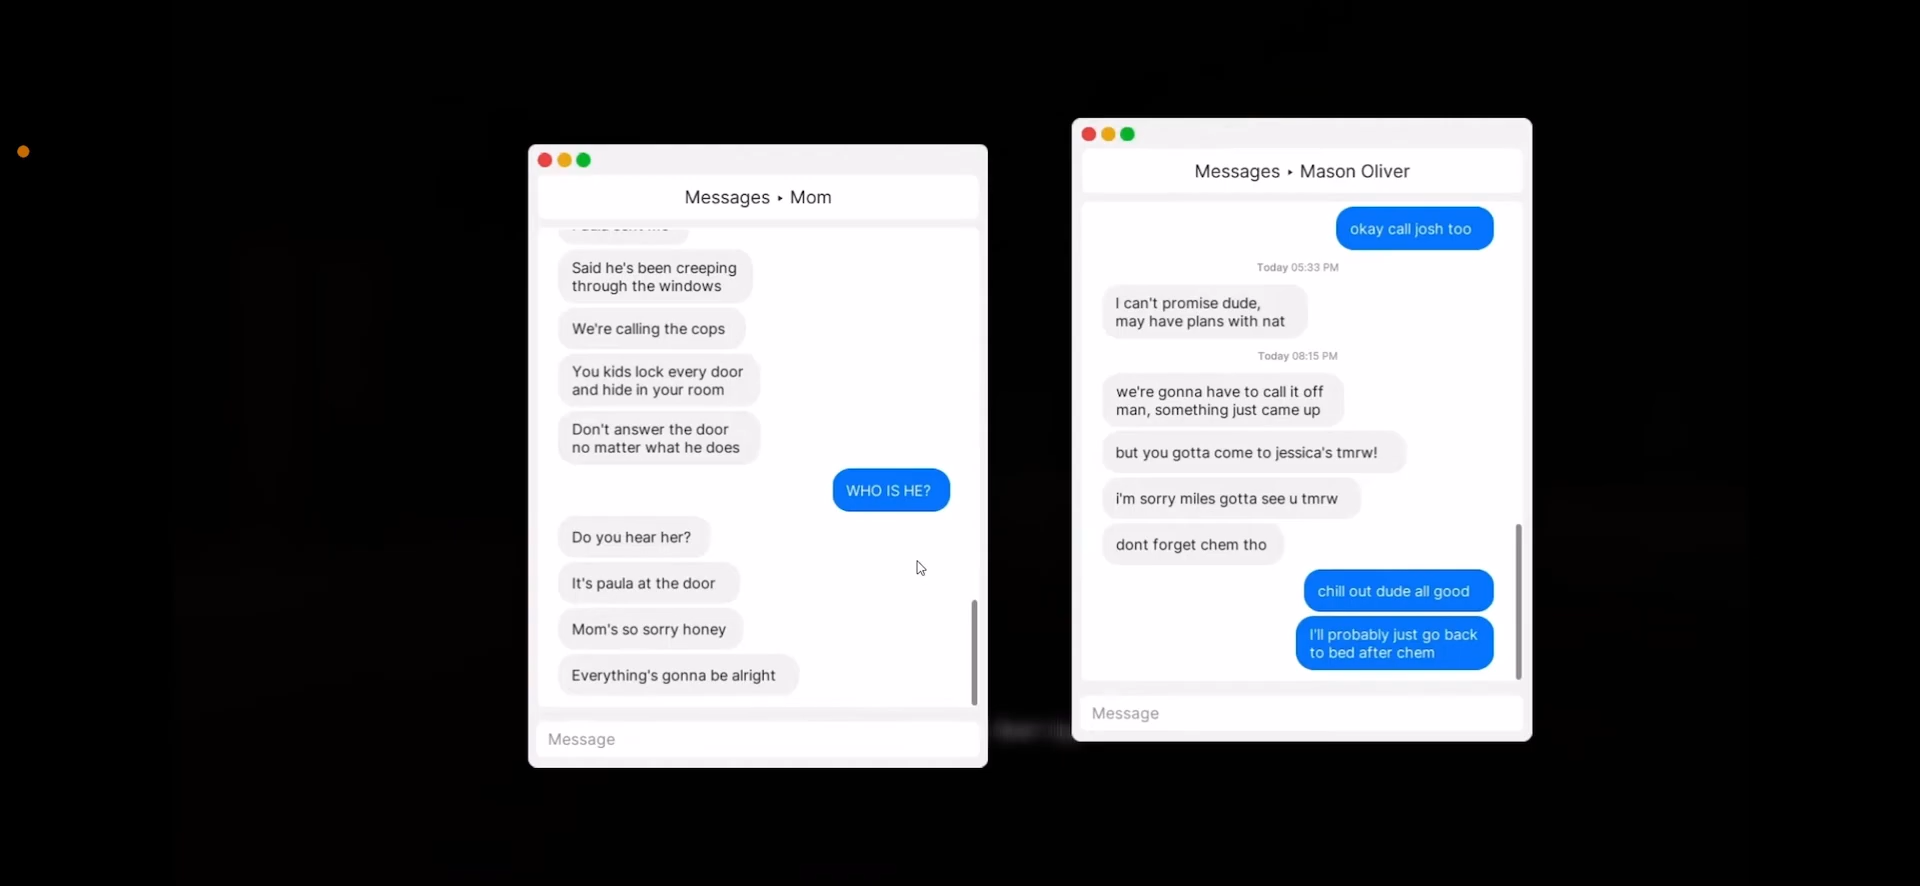 Messages ▸ Mom
Said he's been creeping
through the windows
We're calling the cops
You kids lock every door
and hide in your room
Don't answer the door
no matter what he does
WHO IS HE?
Do you hear her?
It's paula at the door
Mom's so sorry honey
Everything's gonna be alright
Message
Messages ▸ Mason Oliver
okay call josh too
Today 05:33 PM
I can't promise dude,
may have plans with nat
Today 08:15 PM
we're gonna have to call it off
man, something just came up
but you gotta come to jessica's tmrw!
i'm sorry miles gotta see u tmrw
dont forget chem tho
chill out dude all good
I'll probably just go back
to bed after chem
Message